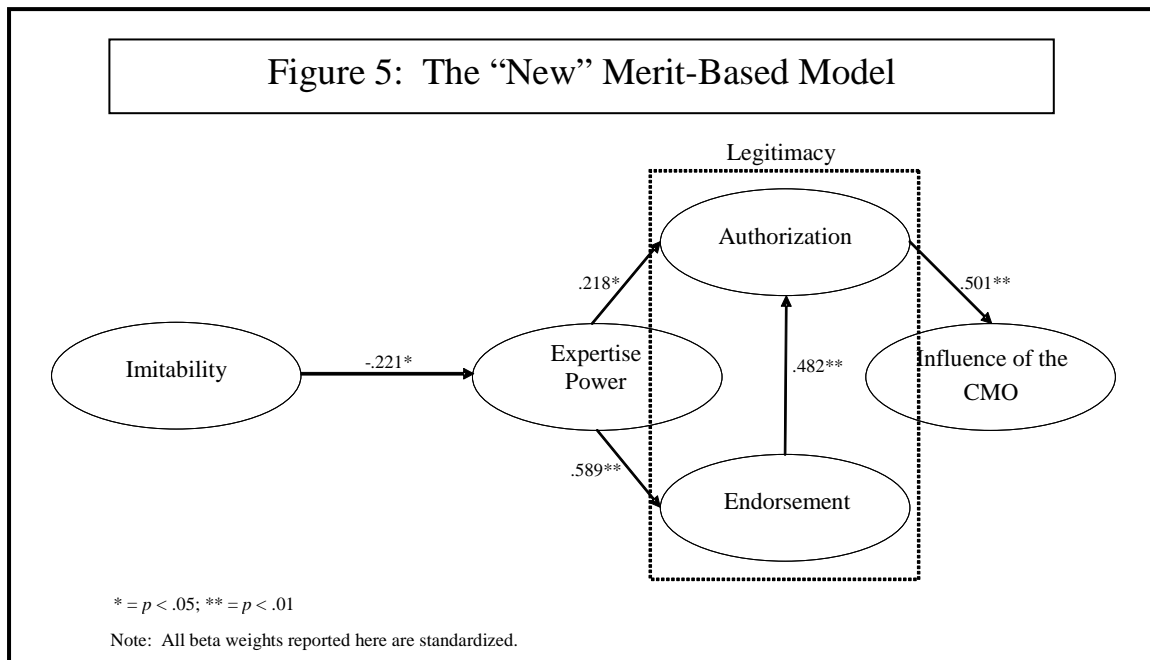 Figure 5:  The “New” Merit-Based Model
Legitimacy
Authorization
.218*
.501**
Imitability
-.221*
Expertise
Power
.482**
Influence of the
CMO
.589**
Endorsement
* = p < .05; ** = p < .01
Note:  All beta weights reported here are standardized.